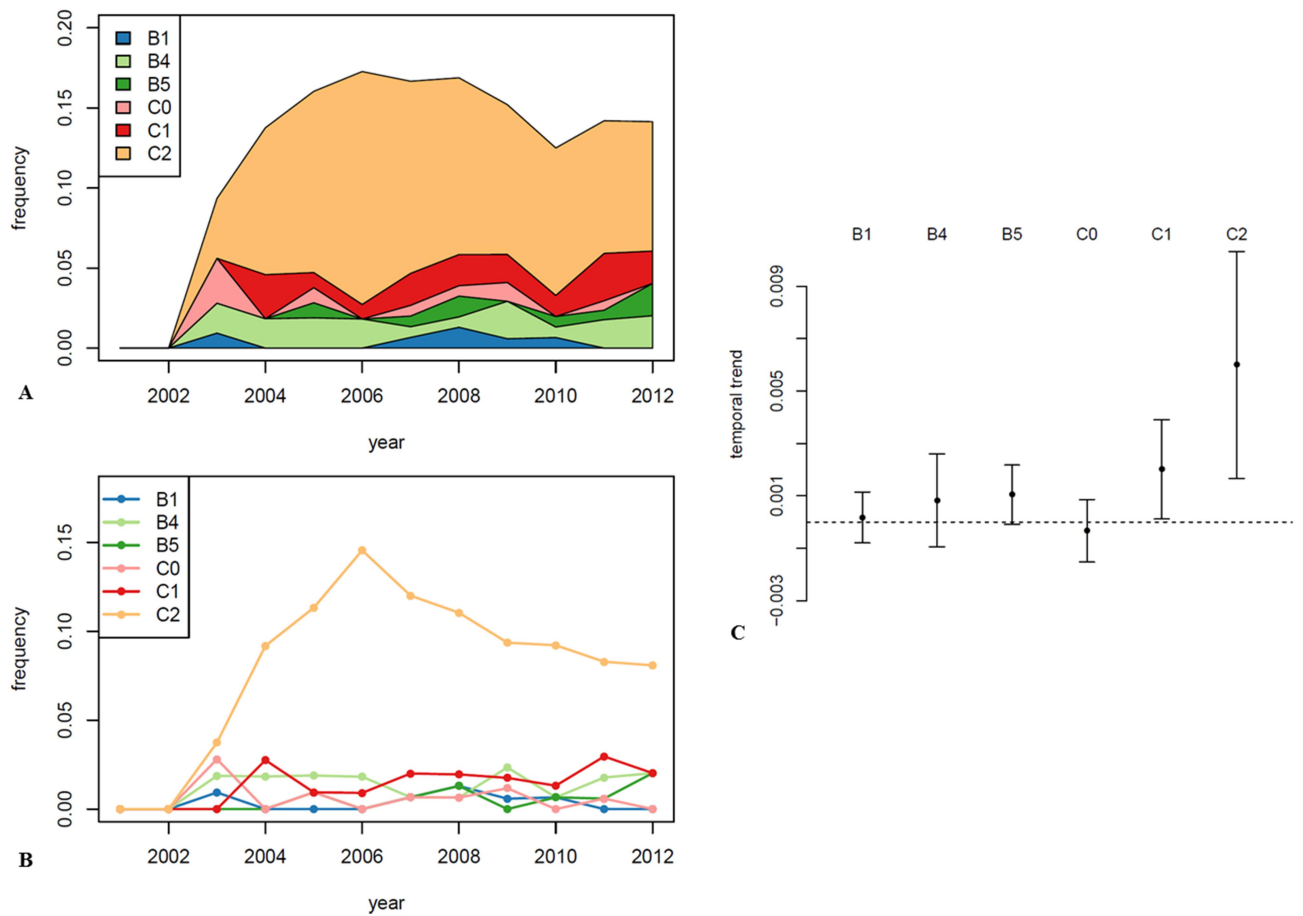 0.20
0.15
0.10
0.05
0.00
frequency
B1
B4
B5
C0
C1
C2
2002 2004 2006 2008 2010 2012
year
A
0.15
0.10
0.05
0.00
frequency
B1
B4
B5
C0
C1
C2
2002 2004 2006 2008 2010 2012
year
B
B1 B4 B5 C0 C1 C2
0.009
0.005
0.001
−0.003
temporal trend
C